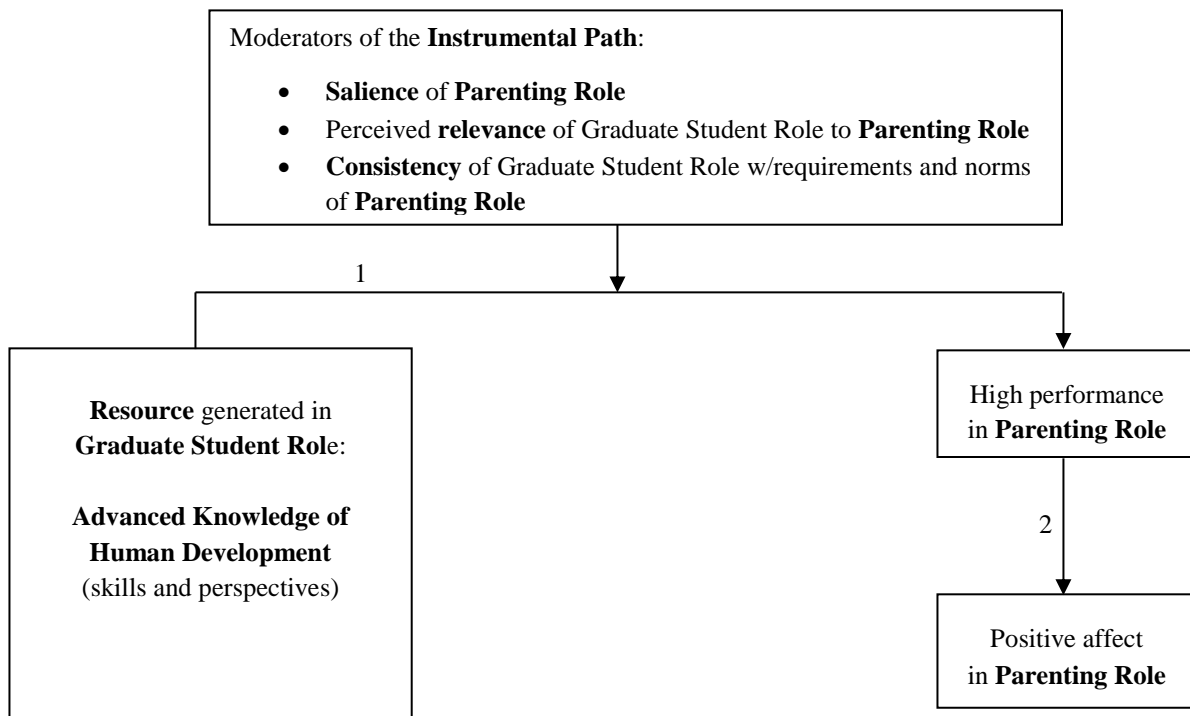 Moderators of the Instrumental Path:
• Salience of Parenting Role
• Perceived relevance of Graduate Student Role to Parenting Role
• Consistency of Graduate Student Role w/requirements and norms
of Parenting Role
1
Resource generated in
Graduate Student Role:
Advanced Knowledge of
Human Development
(skills and perspectives)
High performance
in Parenting Role
2
Positive affect
in Parenting Role